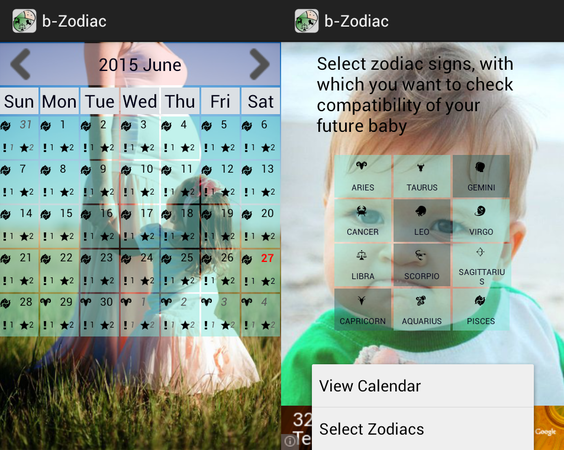 b-Zodiac
2015 June
Sun Mon Tue Wed Thu Fri Sat
31 1 2 3 4 5 6
!1 ★2 !1 ★2 !1 ★2 !1 ★2 !1 ★2 !1 ★2 !1 ★2
7 8 9 10 11 12 13
!1 ★2 !1 ★2 !1 ★2 !1 ★2 !1 ★2 !1 ★2 !1 ★2
14 15 16 17 18 19 20
!1 ★2 !1 ★2 !1 ★2 !1 ★2 !1 ★2 !1 ★2 !1 ★2
21 22 23 24 25 26 27
!1 ★2 !1 ★2 !1 ★2 !1 ★2 !1 ★2 !1 ★2 !1 ★2
28 29 30 1 2 3 4
!1 ★2 !1 ★2 !1 ★2 !1 ★2 !1 ★2 !1 ★2 !1 ★2
b-Zodiac
Select zodiac signs, with
which you want to check
compatibility of your
future baby
ARIES TAURUS GEMINI
CANCER LEO VIRGO
LIBRA SCORPIO SAGITTARIU
S
CAPRICORN AQUARIUS PISCES
View Calendar
Select Zodiacs
32
Te
Google